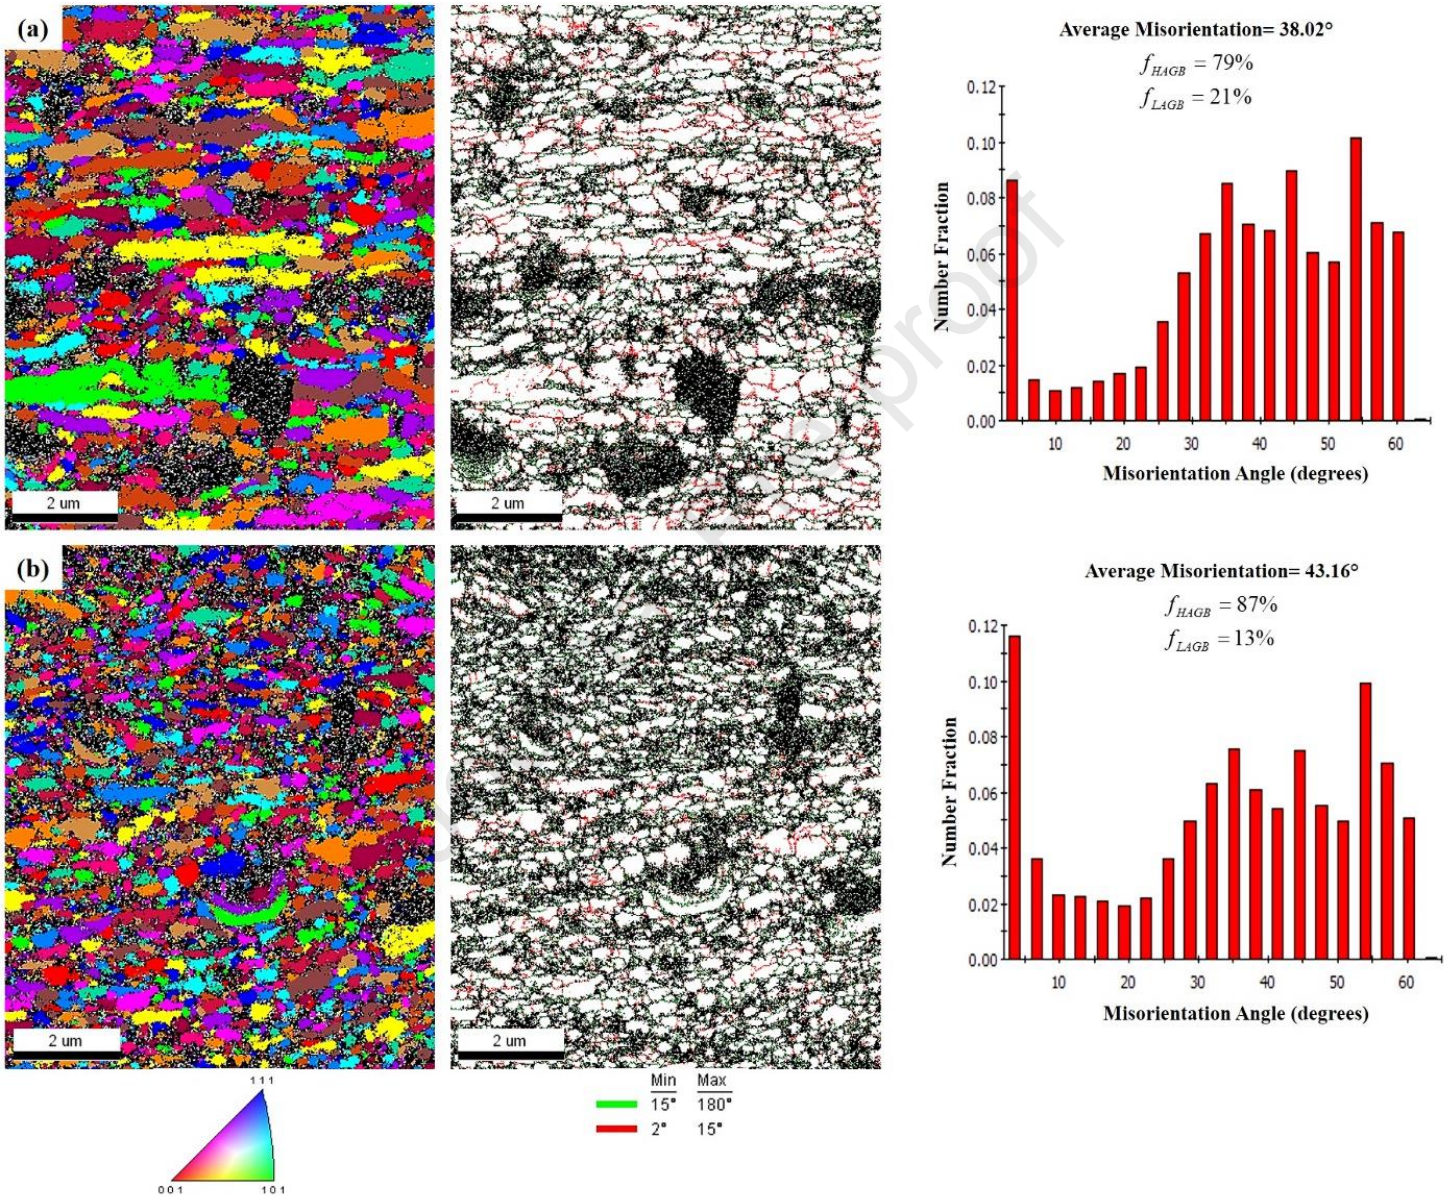 (a)
2 um
2 um
Average Misorientation= 38.02°
f_HAGB = 79%
f_LAGB = 21%
0.12
0.10
0.08
0.06
0.04
0.02
0.00
Number Fraction
10 20 30 40 50 60
Misorientation Angle (degrees)
(b)
2 um
2 um
Average Misorientation= 43.16°
f_HAGB = 87%
f_LAGB = 13%
0.12
0.10
0.08
0.06
0.04
0.02
0.00
Number Fraction
10 20 30 40 50 60
Misorientation Angle (degrees)
111
001 101
Min Max
15° 180°
2° 15°
proof